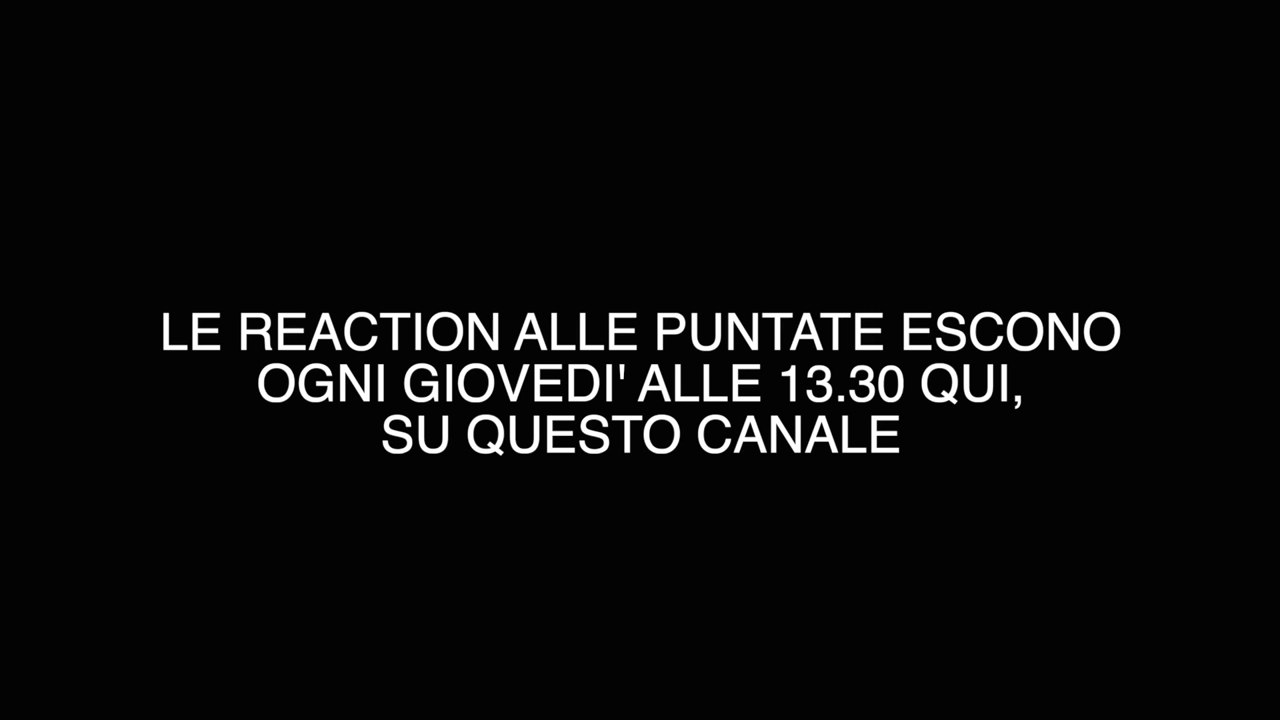 LE REACTION ALLE PUNTATE ESCONO
OGNI GIOVEDI' ALLE 13.30 QUI,
SU QUESTO CANALE